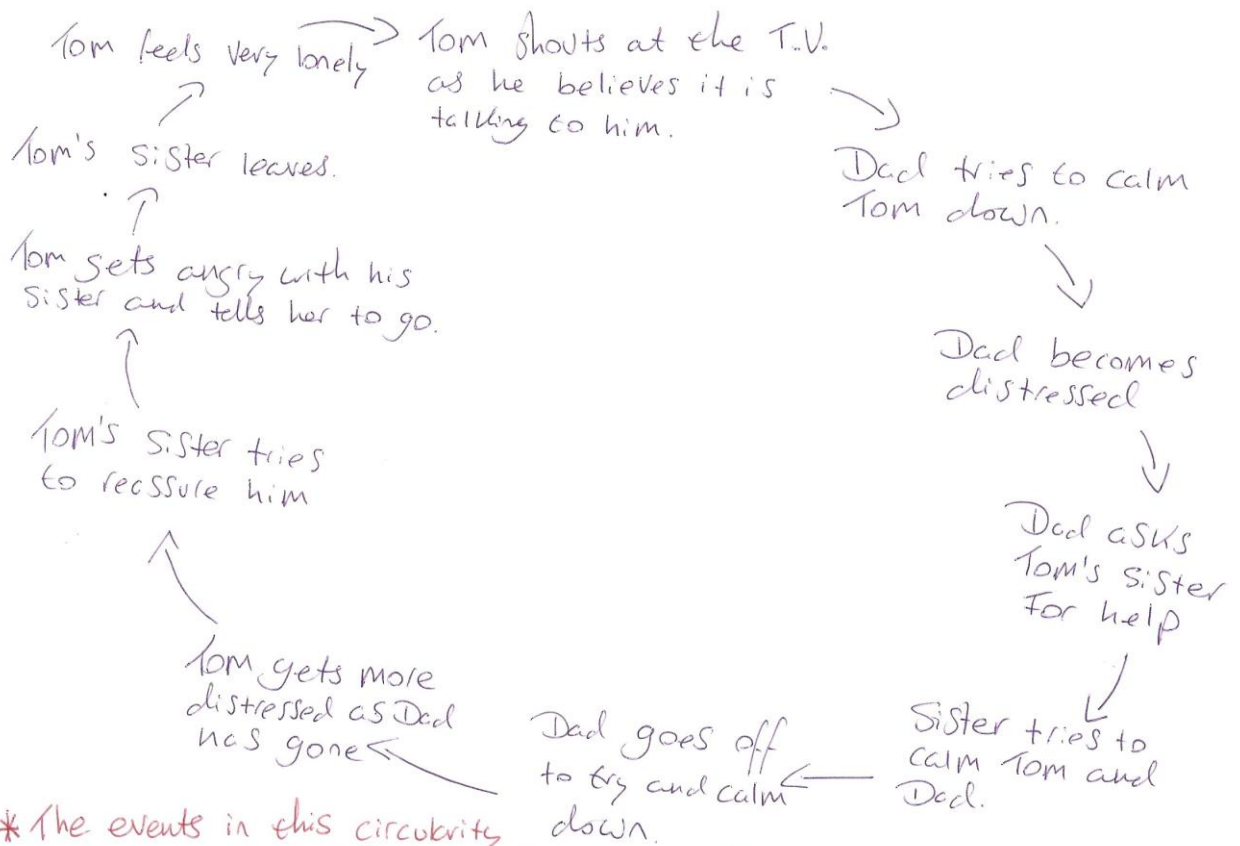 Tom feels very lonely
Tom shouts at the T.V.
as he believes it is
talking to him.
Dad tries to calm
Tom down.
Dad becomes
distressed
Dad asks
Tom's Sister
For help
Sister tries to
calm Tom and
Dad.
Dad goes off
to try and calm
down.
Tom gets more
distressed as Dad
has gone
Tom's Sister tries
to reassure him
Tom gets angry with his
Sister and tells her to go.
Tom's Sister leaves.
* The events in this circularity